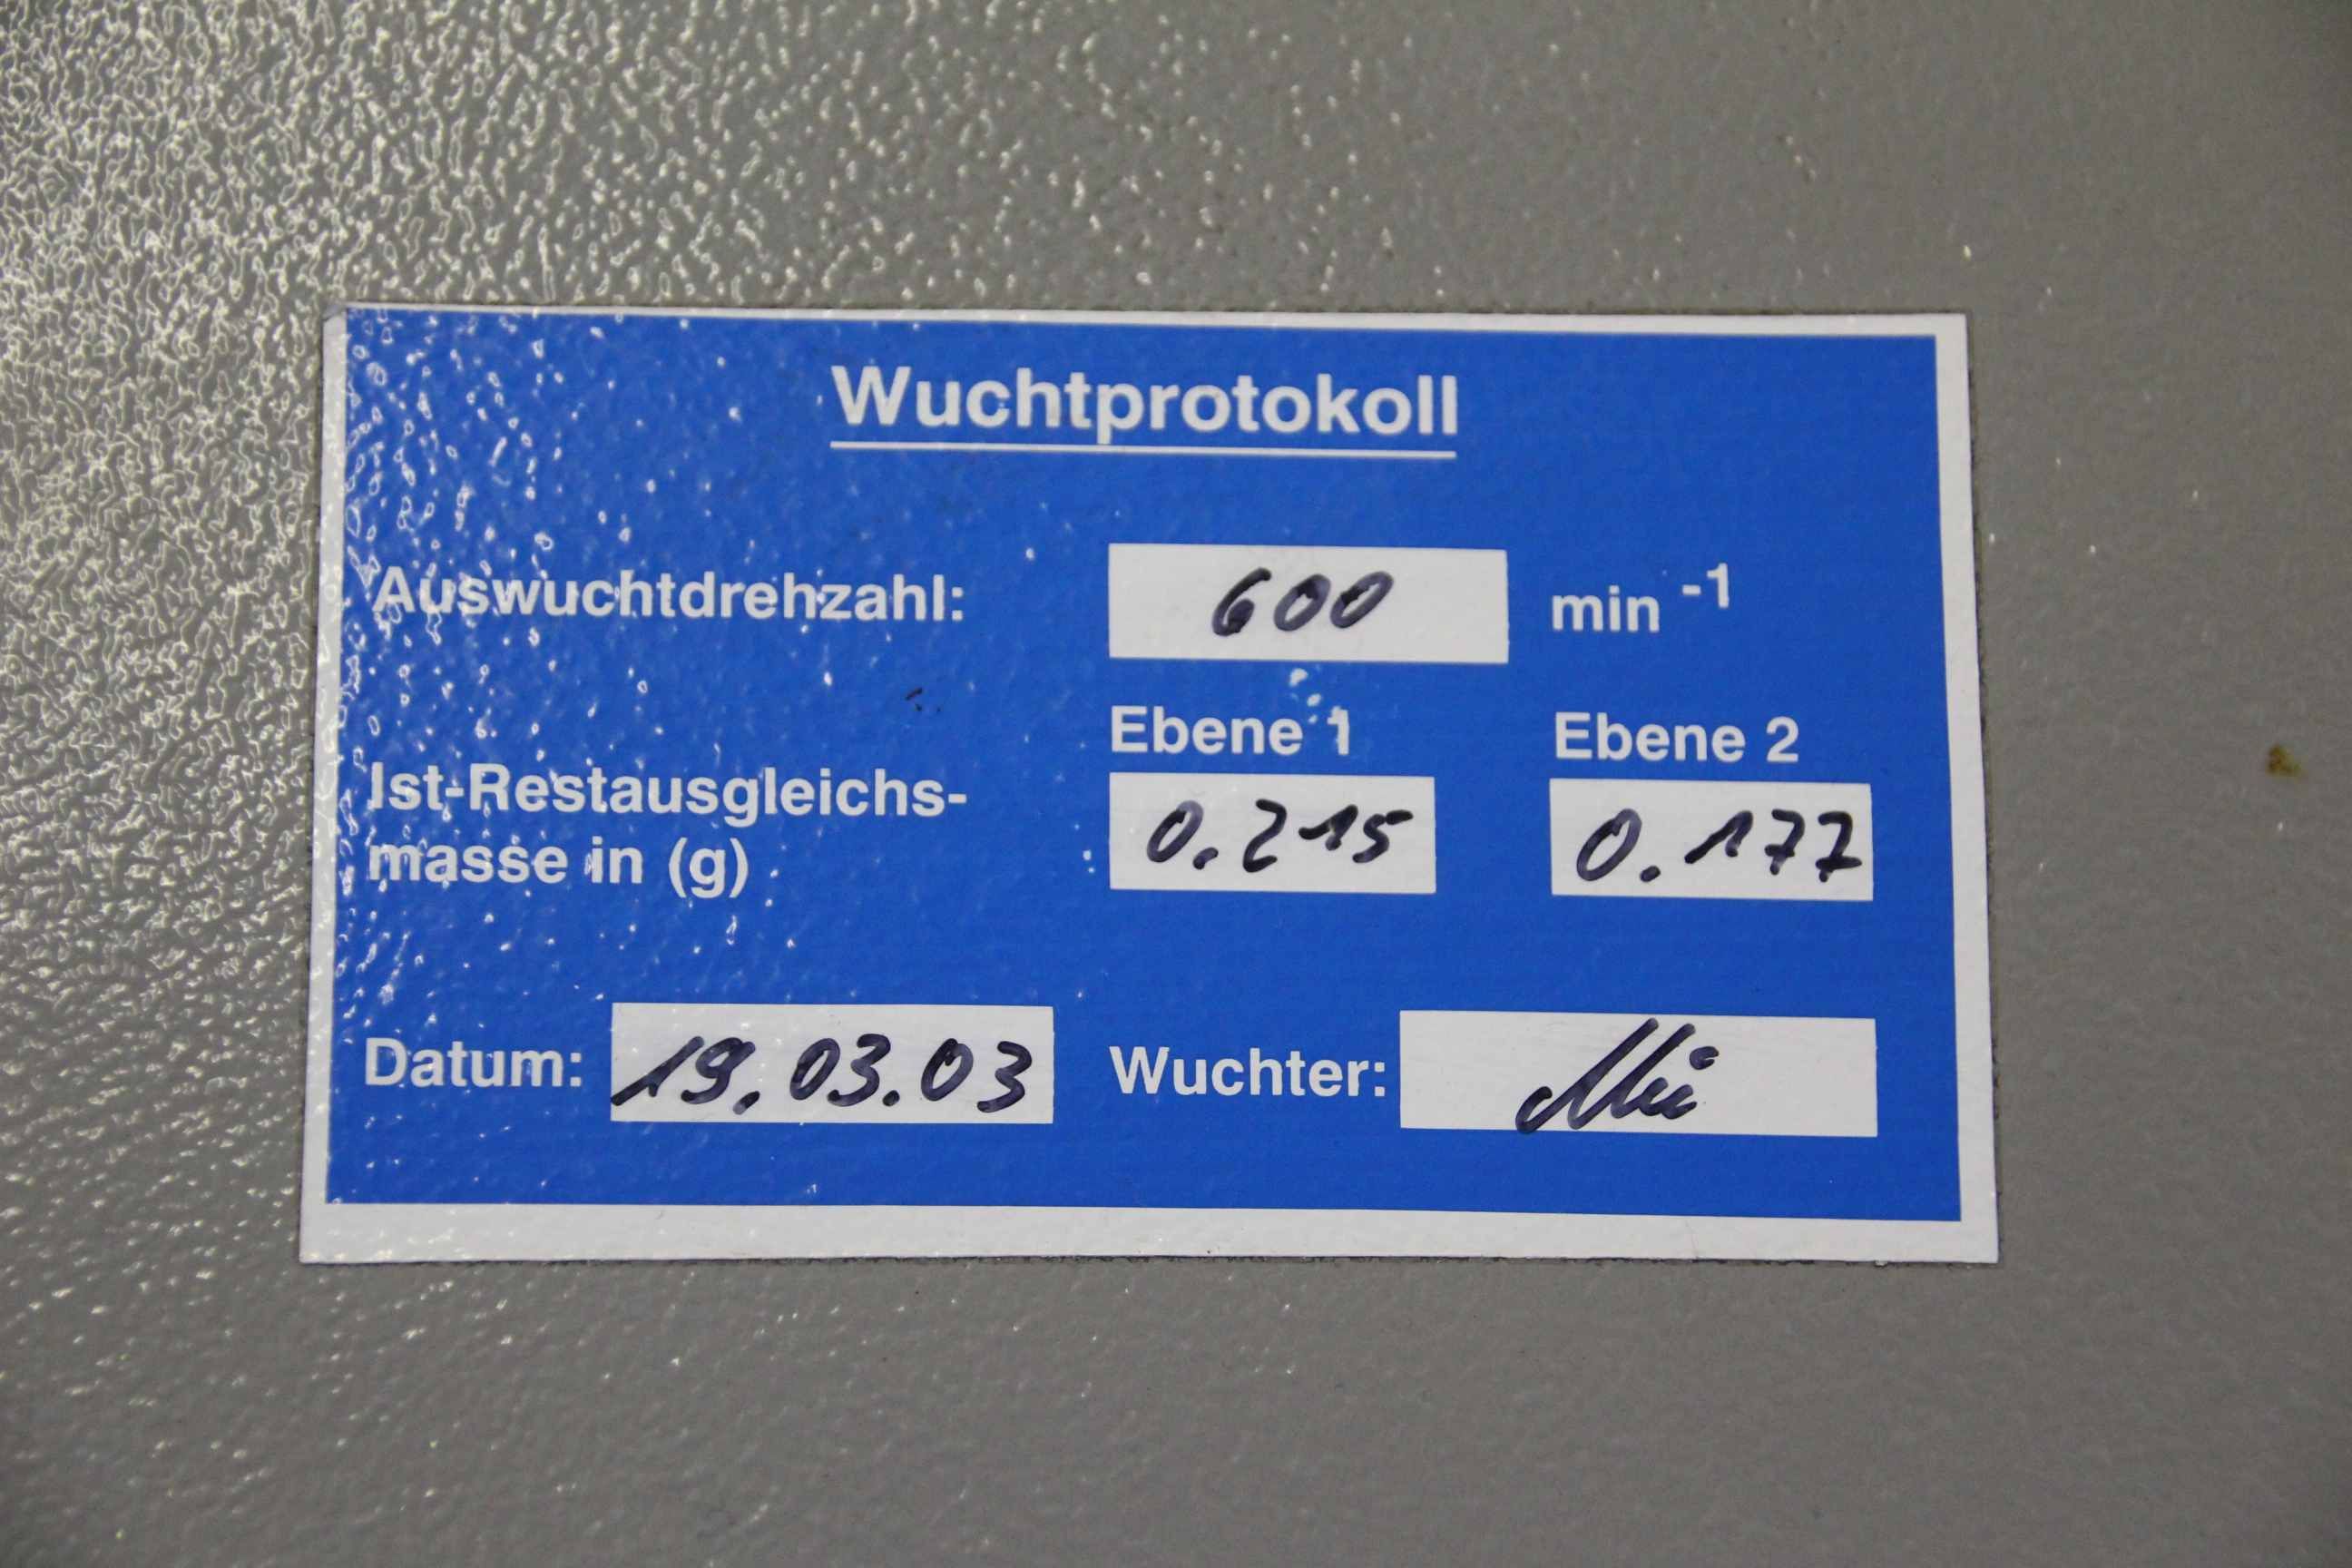 Wuchtprotokoll
Auswuchtdrehzahl: 600 min -1
Ebene 1 Ebene 2
Ist-Restausgleichs-
masse in (g) 0.215 0.177
Datum: 19.03.03 Wuchter: